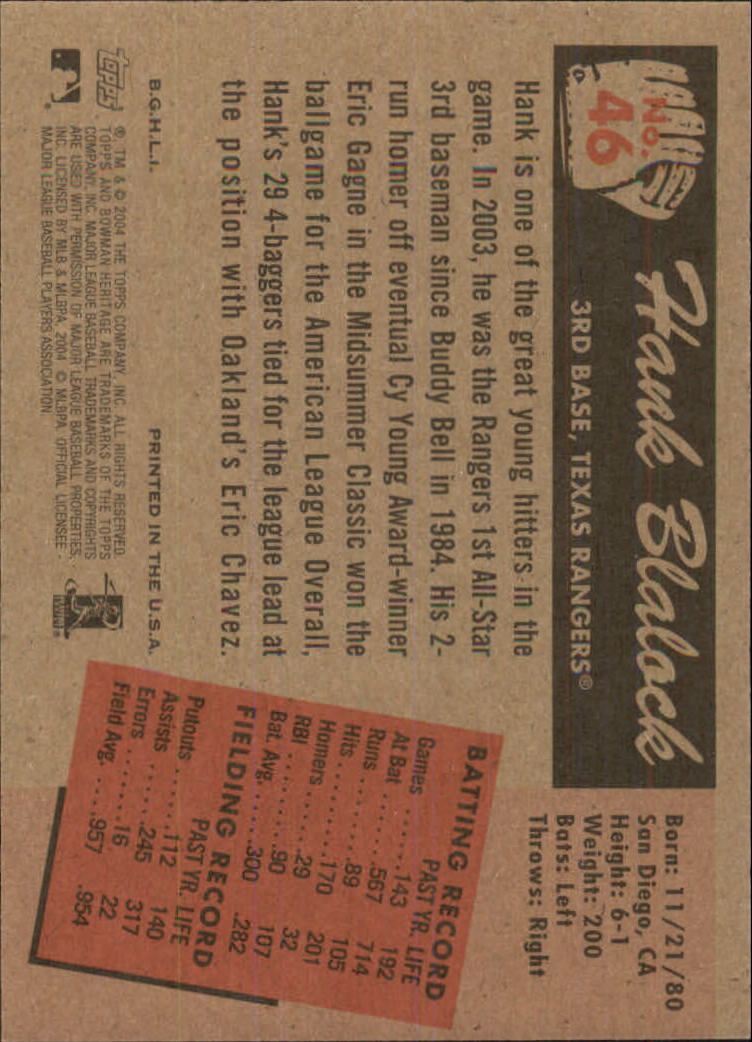 No.
46
Hank Blalock
3RD BASE, TEXAS RANGERS®
Born: 11/21/80
San Diego, CA
Height: 6-1
Weight: 200
Bats: Left
Throws: Right
Hank is one of the great young hitters in the
game. In 2003, he was the Rangers 1st All-Star
3rd baseman since Buddy Bell in 1984. His 2-
run homer off eventual Cy Young Award-winner
Eric Gagne in the Midsummer Classic won the
ballgame for the American League Overall,
Hank's 29 4-baggers tied for the league lead at
the position with Oakland's Eric Chavez.
BATTING RECORD
PAST YR. LIFE
Games ......143 192
At Bat ......567 714
Runs ......89 105
Hits ......170 201
Homers ......29 32
RBI ......90 107
Bat. Avg. .....300 .282
FIELDING RECORD
PAST YR. LIFE
Putouts ......112 140
Assists ......245 317
Errors ......16 22
Field Avg. .....957 .954
B.G.H.L.I. PRINTED IN THE U.S.A.
topps
® TM & © 2004 THE TOPPS COMPANY, INC. ALL RIGHTS RESERVED.
TOPPS AND BOWMAN HERITAGE ARE TRADEMARKS OF THE TOPPS
COMPANY, INC. MAJOR LEAGUE BASEBALL TRADEMARKS AND COPYRIGHTS
ARE USED WITH PERMISSION OF MAJOR LEAGUE BASEBALL PROPERTIES,
INC. LICENSED BY MLB & MLBPA, 2004 © MLBPA, OFFICIAL LICENSEE -
MAJOR LEAGUE BASEBALL PLAYERS ASSOCIATION.